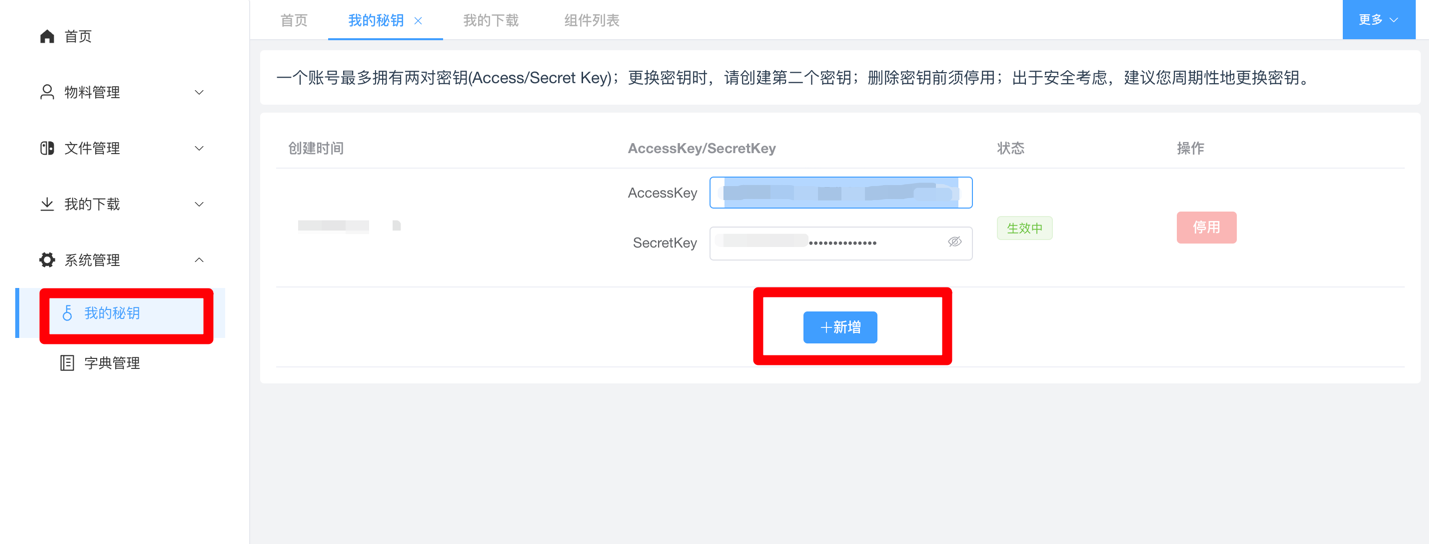 首页
物料管理
文件管理
我的下载
系统管理
我的秘钥
字典管理
首页 我的秘钥 × 我的下载 组件列表 更多
一个账号最多拥有两对密钥(Access/Secret Key)；更换密钥时，请创建第二个密钥；删除密钥前须停用；出于安全考虑，建议您周期性地更换密钥。
创建时间 AccessKey/SecretKey 状态 操作
AccessKey
SecretKey ••••••••••••••
生效中
停用
＋新增